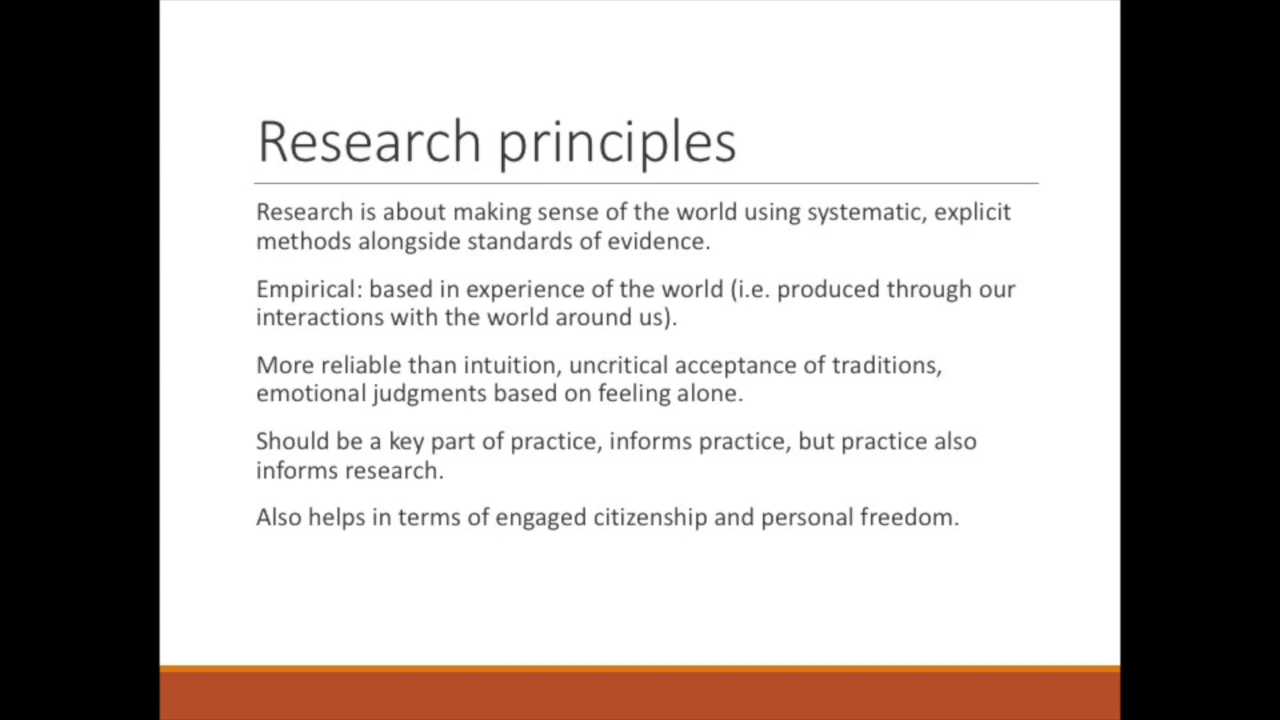 Research principles
Research is about making sense of the world using systematic, explicit
methods alongside standards of evidence.
Empirical: based in experience of the world (i.e. produced through our
interactions with the world around us).
More reliable than intuition, uncritical acceptance of traditions,
emotional judgments based on feeling alone.
Should be a key part of practice, informs practice, but practice also
informs research.
Also helps in terms of engaged citizenship and personal freedom.